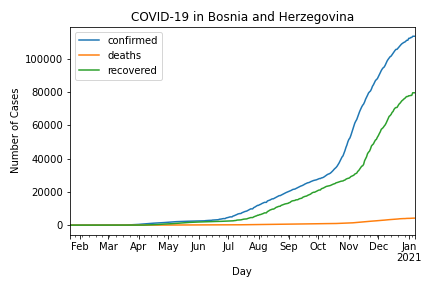 COVID-19 in Bosnia and Herzegovina
confirmed
deaths
recovered
Number of Cases
100000
80000
60000
40000
20000
0
Feb Mar Apr May Jun Jul Aug Sep Oct Nov Dec Jan
2021
Day